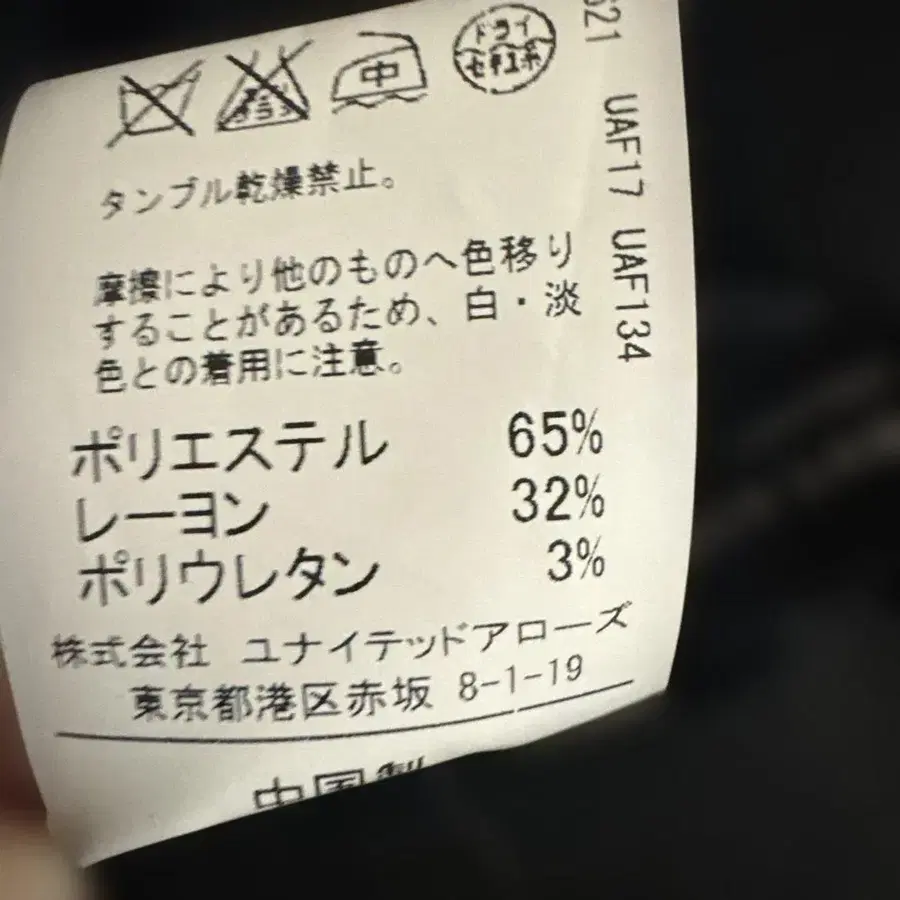 中
ドライ
セキユ系
タンブル乾燥禁止。
摩擦により他のものへ色移り
することがあるため、白・淡
色との着用に注意。
ポリエステル 65%
レーヨン 32%
ポリウレタン 3%
株式会社 ユナイテッドアローズ
東京都港区赤坂 8-1-19
中国製
621 UAF17 UAF134